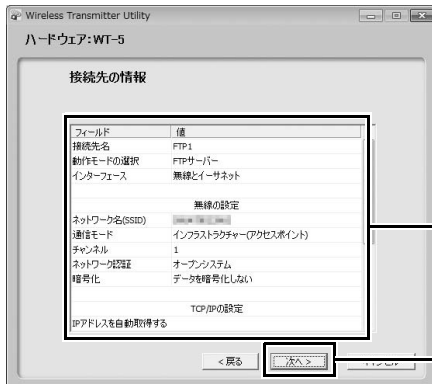 Wireless Transmitter Utility
ハードウェア:WT-5
接続先の情報
フィールド 値
接続先名 FTP1
動作モードの選択 FTPサーバー
インターフェース 無線とイーサネット
無線の設定
ネットワーク名(SSID)
通信モード インフラストラクチャー(アクセスポイント)
チャンネル 1
ネットワーク認証 オープンシステム
暗号化 データを暗号化しない
TCP/IPの設定
IPアドレスを自動取得する
<戻る 次へ>